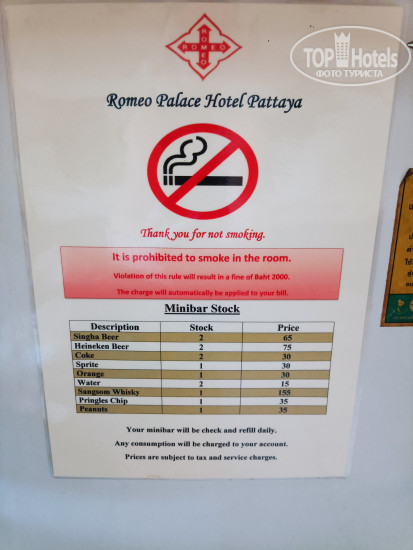 TOP Hotels
ФОТО ТУРИСТА
ROMEO
ROMEO
Romeo Palace Hotel Pattaya
Thank you for not smoking.
It is prohibited to smoke in the room.
Violation of this rule will result in a fine of Baht 2000.
The charge will automatically be applied to your bill.
Minibar Stock
Description Stock Price
Singha Beer 2 65
Heineken Beer 2 75
Coke 2 30
Sprite 1 30
Orange 1 30
Water 2 15
Sangsom Whisky 1 155
Pringles Chip 1 35
Peanuts 1 35
Your minibar will be check and refill daily.
Any consumption will be charged to your account.
Prices are subject to tax and service charges.